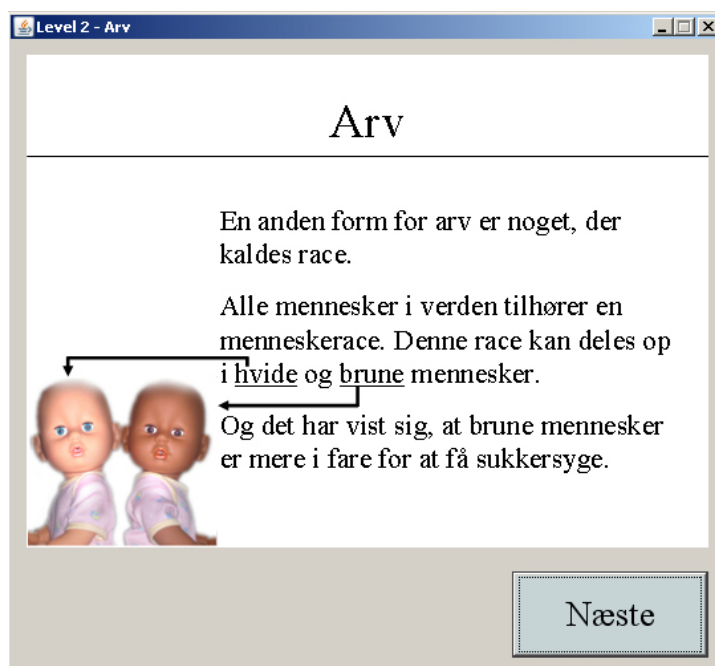 Level 2 - Arv
Arv
En anden form for arv er noget, der
kaldes race.
Alle mennesker i verden tilhører en
menneskerace. Denne race kan deles op
i hvide og brune mennesker.
Og det har vist sig, at brune mennesker
er mere i fare for at få sukkersyge.
Næste